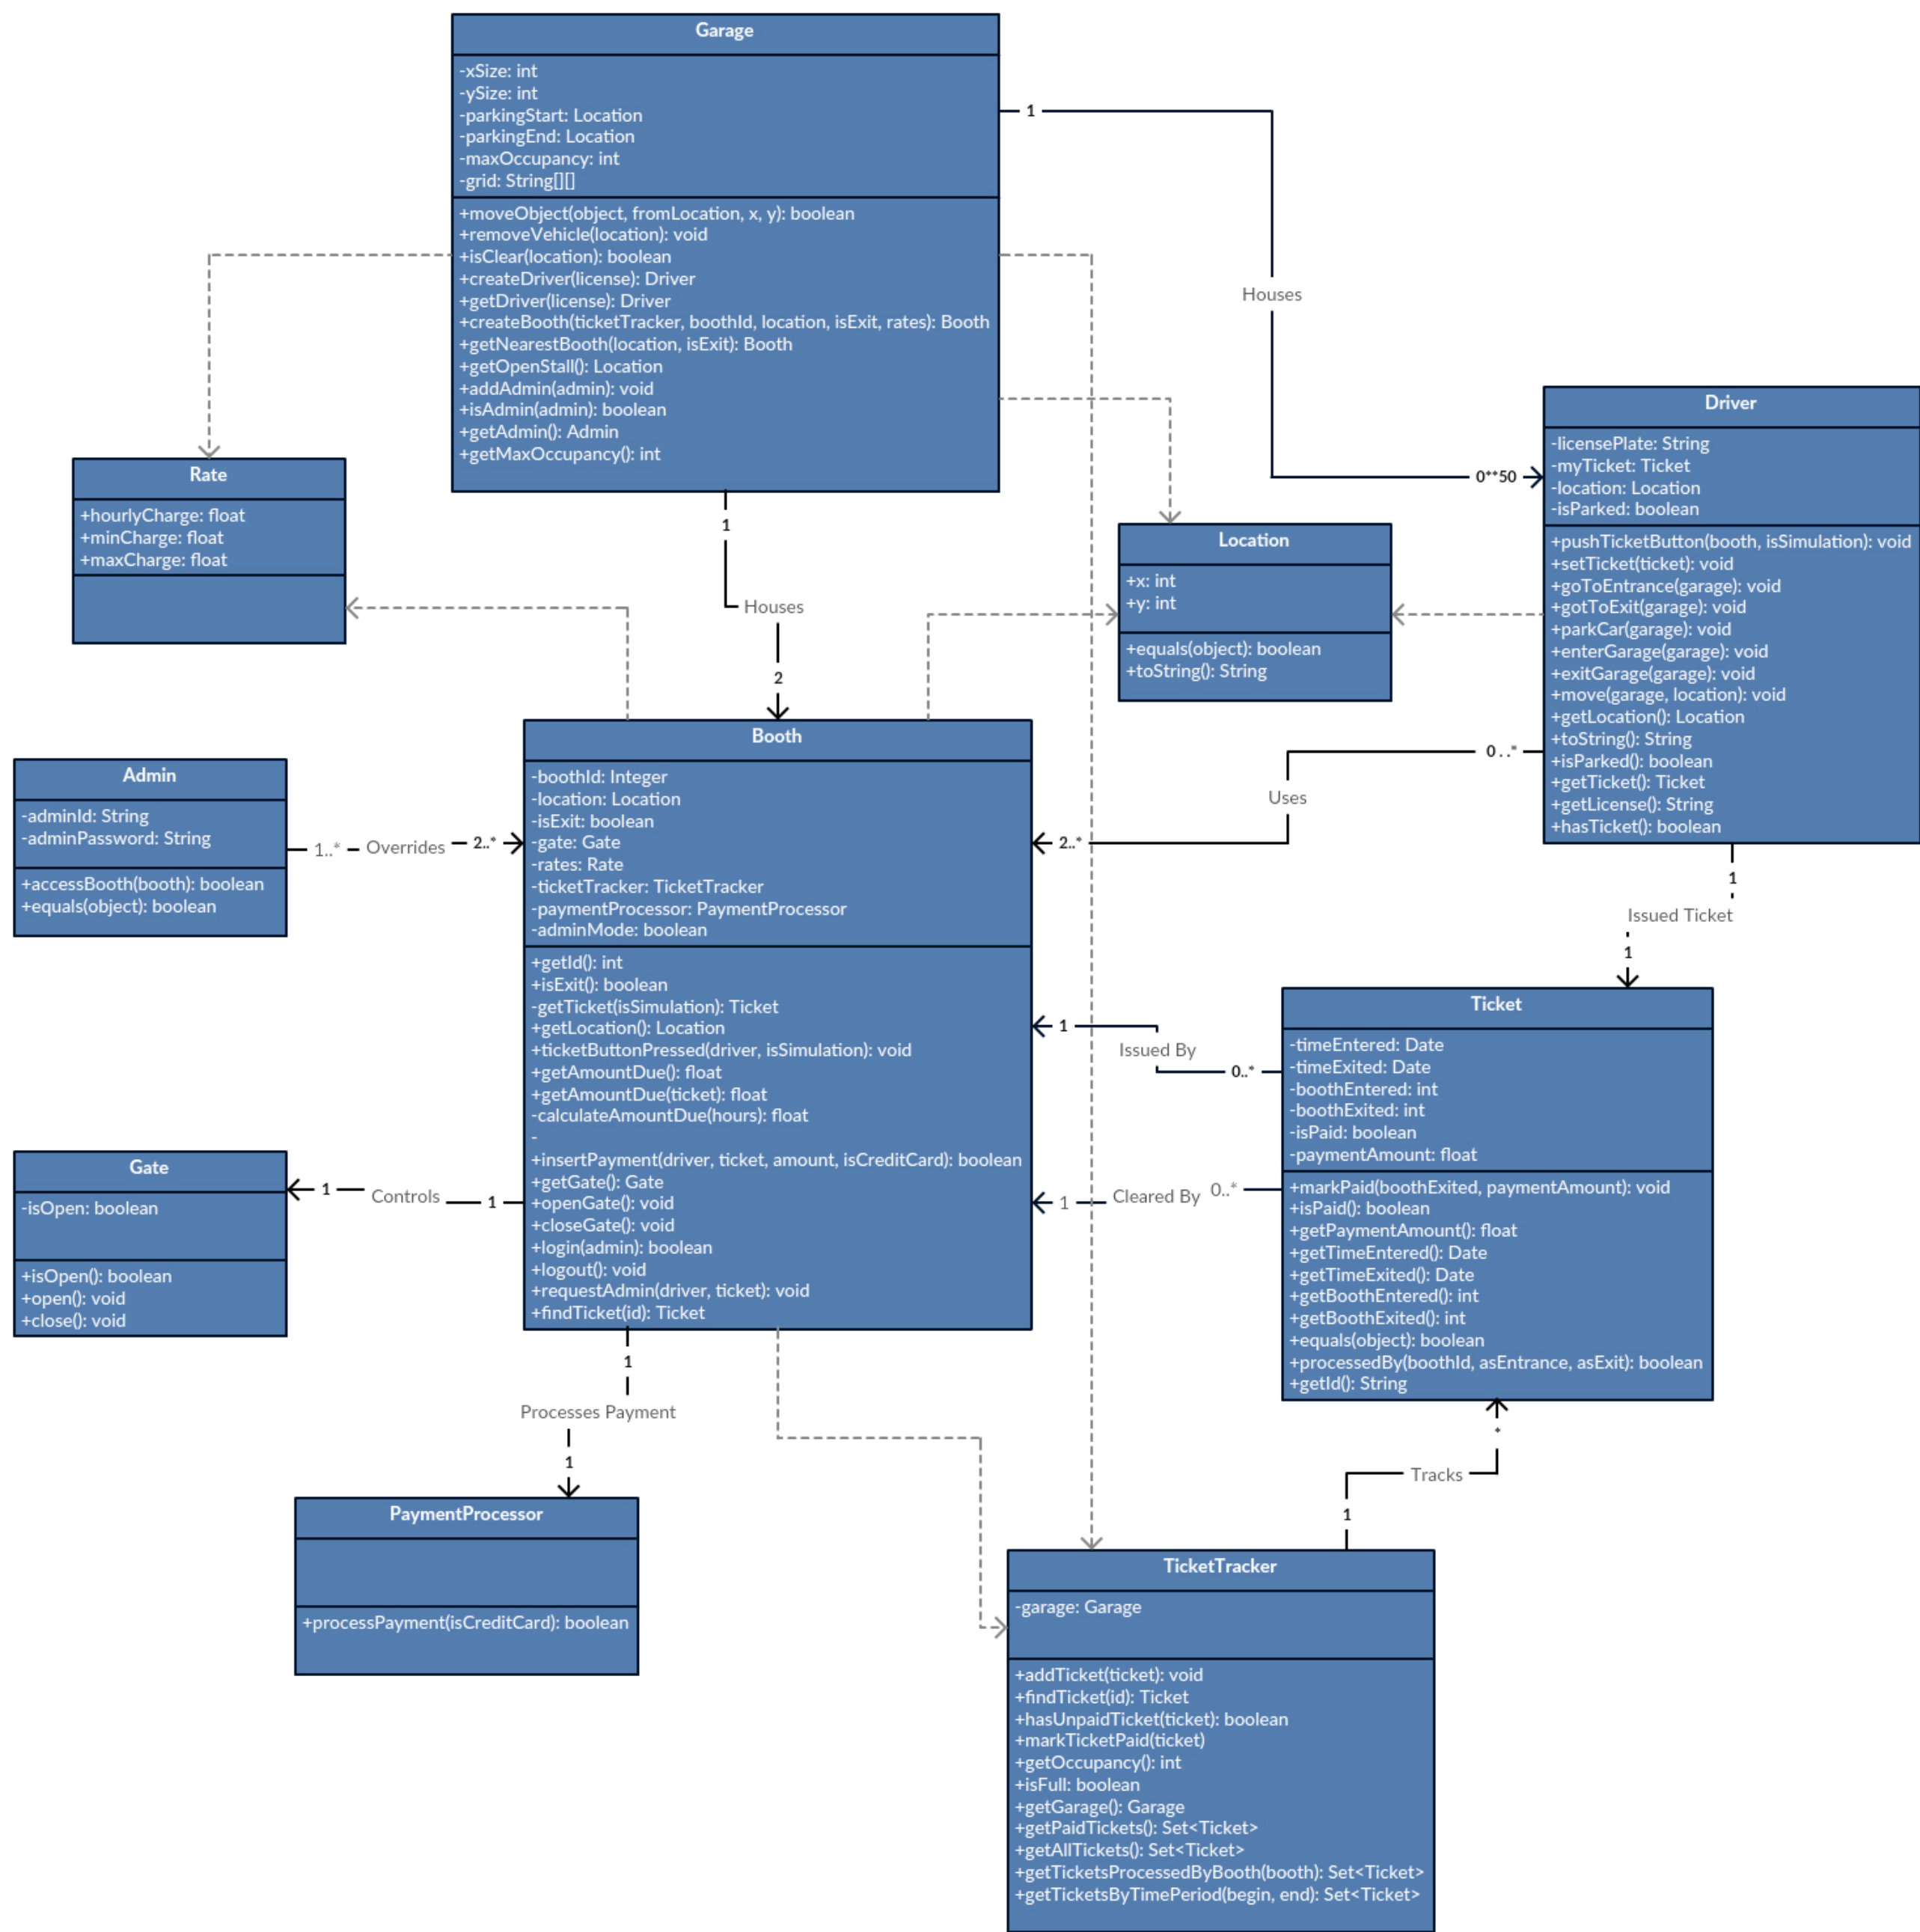 Garage
-xSize: int
-ySize: int
-parkingStart: Location
-parkingEnd: Location
-maxOccupancy: int
-grid: String[][]
+moveObject(object, fromLocation, x, y): boolean
+removeVehicle(location): void
+isClear(location): boolean
+createDriver(license): Driver
+getDriver(license): Driver
+createBooth(ticketTracker, boothId, location, isExit, rates): Booth
+getNearestBooth(location, isExit): Booth
+getOpenStall(): Location
+addAdmin(admin): void
+isAdmin(admin): boolean
+getAdmin(): Admin
+getMaxOccupancy(): int
1
Houses
0**50
1
Houses
2
Rate
+hourlyCharge: float
+minCharge: float
+maxCharge: float
Location
+x: int
+y: int
+equals(object): boolean
+toString(): String
Driver
-licensePlate: String
-myTicket: Ticket
-location: Location
-isParked: boolean
+pushTicketButton(booth, isSimulation): void
+setTicket(ticket): void
+goToEntrance(garage): void
+gotToExit(garage): void
+parkCar(garage): void
+enterGarage(garage): void
+exitGarage(garage): void
+move(garage, location): void
+getLocation(): Location
+toString(): String
+isParked(): boolean
+getTicket(): Ticket
+getLicense(): String
+hasTicket(): boolean
0 . .*
Uses
2..*
Admin
-adminId: String
-adminPassword: String
+accessBooth(booth): boolean
+equals(object): boolean
1..*
Overrides
2..*
Booth
-boothId: Integer
-location: Location
-isExit: boolean
-gate: Gate
-rates: Rate
-ticketTracker: TicketTracker
-paymentProcessor: PaymentProcessor
-adminMode: boolean
+getId(): int
+isExit(): boolean
-getTicket(isSimulation): Ticket
+getLocation(): Location
+ticketButtonPressed(driver, isSimulation): void
+getAmountDue(): float
+getAmountDue(ticket): float
-calculateAmountDue(hours): float
-
+insertPayment(driver, ticket, amount, isCreditCard): boolean
+getGate(): Gate
+openGate(): void
+closeGate(): void
+login(admin): boolean
+logout(): void
+requestAdmin(driver, ticket): void
+findTicket(id): Ticket
1
Issued Ticket
1
1
Issued By
0..*
1
Cleared By
0..*
Ticket
-timeEntered: Date
-timeExited: Date
-boothEntered: int
-boothExited: int
-isPaid: boolean
-paymentAmount: float
+markPaid(boothExited, paymentAmount): void
+isPaid(): boolean
+getPaymentAmount(): float
+getTimeEntered(): Date
+getTimeExited(): Date
+getBoothEntered(): int
+getBoothExited(): int
+equals(object): boolean
+processedBy(boothId, asEntrance, asExit): boolean
+getId(): String
Gate
-isOpen: boolean
+isOpen(): boolean
+open(): void
+close(): void
1
Controls
1
1
Processes Payment
1
PaymentProcessor
+processPayment(isCreditCard): boolean
*
Tracks
1
TicketTracker
-garage: Garage
+addTicket(ticket): void
+findTicket(id): Ticket
+hasUnpaidTicket(ticket): boolean
+markTicketPaid(ticket)
+getOccupancy(): int
+isFull: boolean
+getGarage(): Garage
+getPaidTickets(): Set<Ticket>
+getAllTickets(): Set<Ticket>
+getTicketsProcessedByBooth(booth): Set<Ticket>
+getTicketsByTimePeriod(begin, end): Set<Ticket>